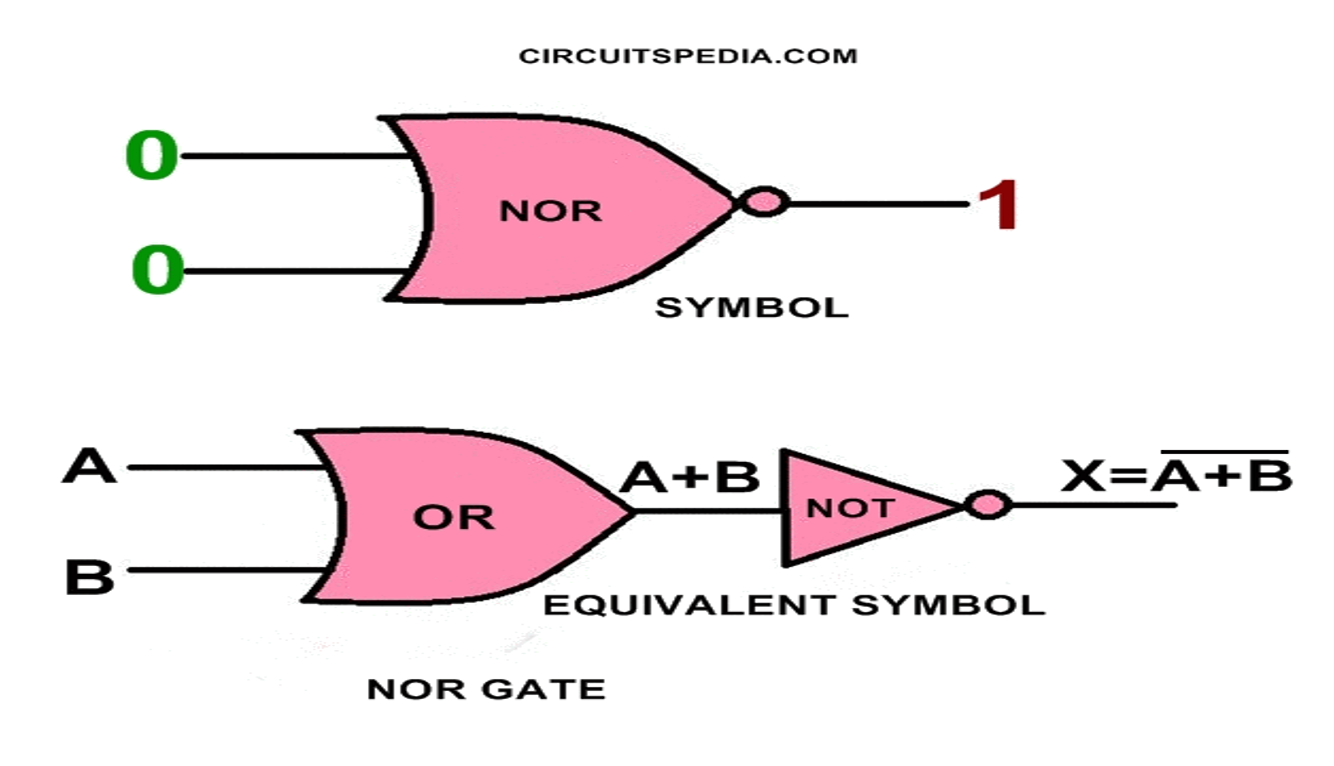 CIRCUITSPEDIA.COM
0
NOR
1
0
SYMBOL
A
A+B
X=A̅+̅B̅
NOT
OR
B
EQUIVALENT SYMBOL
NOR GATE